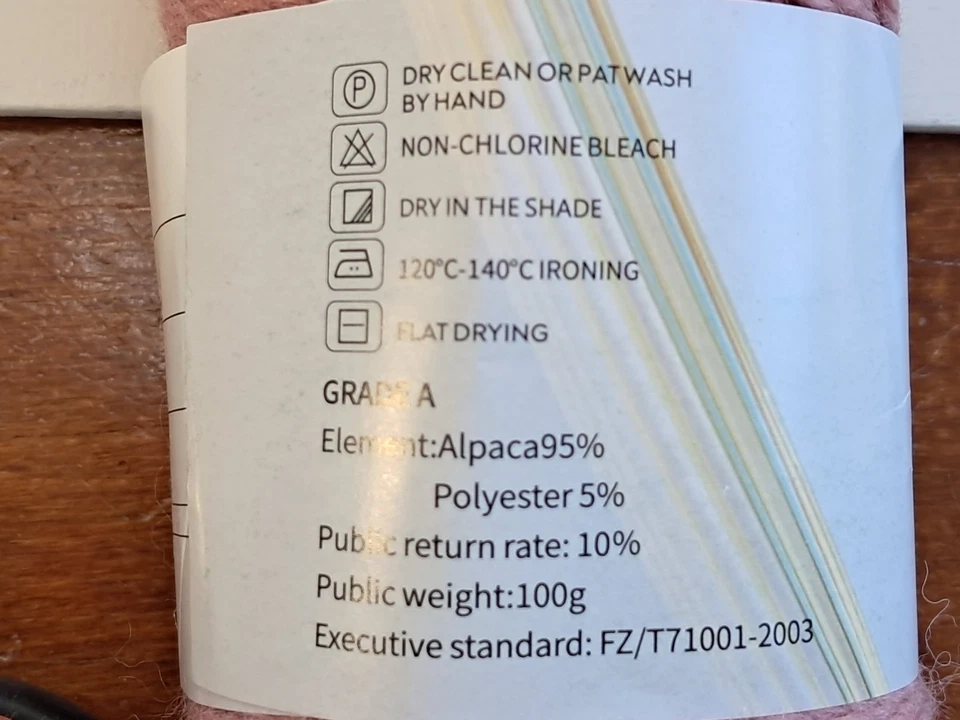 P DRY CLEAN OR PAT WASH
BY HAND
NON-CHLORINE BLEACH
DRY IN THE SHADE
120°C-140°C IRONING
FLAT DRYING
GRADE A
Element:Alpaca95%
Polyester 5%
Public return rate: 10%
Public weight:100g
Executive standard: FZ/T71001-2003